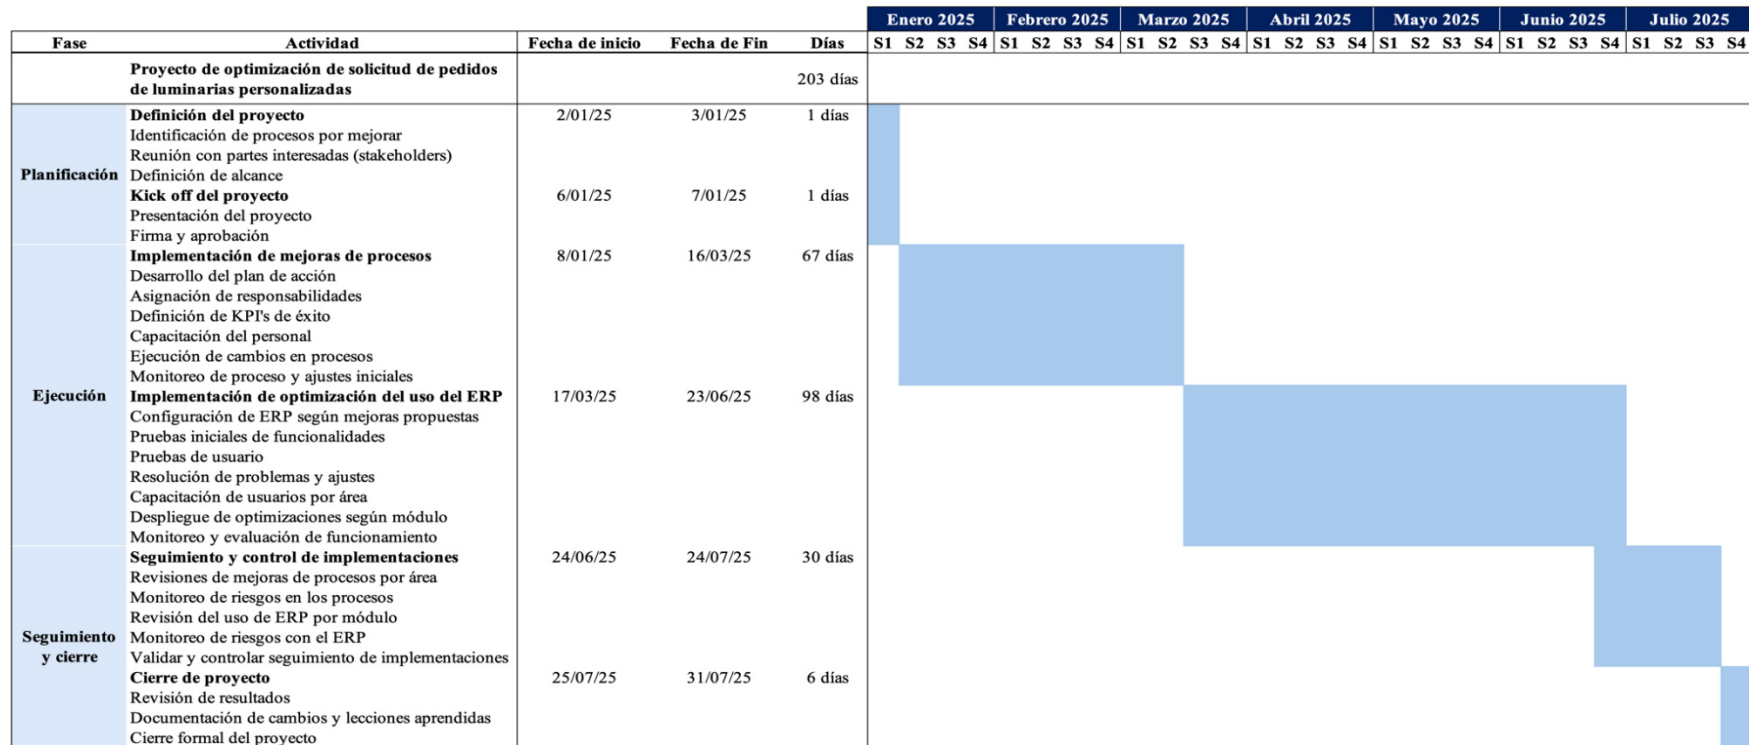 Enero 2025 Febrero 2025 Marzo 2025 Abril 2025 Mayo 2025 Junio 2025 Julio 2025
Fase Actividad Fecha de inicio Fecha de Fin Días S1 S2 S3 S4 S1 S2 S3 S4 S1 S2 S3 S4 S1 S2 S3 S4 S1 S2 S3 S4 S1 S2 S3 S4 S1 S2 S3 S4
Proyecto de optimización de solicitud de pedidos
de luminarias personalizadas 203 días
Definición del proyecto 2/01/25 3/01/25 1 días
Identificación de procesos por mejorar
Reunión con partes interesadas (stakeholders)
Planificación Definición de alcance
Kick off del proyecto 6/01/25 7/01/25 1 días
Presentación del proyecto
Firma y aprobación
Implementación de mejoras de procesos 8/01/25 16/03/25 67 días
Desarrollo del plan de acción
Asignación de responsabilidades
Definición de KPI's de éxito
Capacitación del personal
Ejecución de cambios en procesos
Monitoreo de proceso y ajustes iniciales
Ejecución Implementación de optimización del uso del ERP 17/03/25 23/06/25 98 días
Configuración de ERP según mejoras propuestas
Pruebas iniciales de funcionalidades
Pruebas de usuario
Resolución de problemas y ajustes
Capacitación de usuarios por área
Despliegue de optimizaciones según módulo
Monitoreo y evaluación de funcionamiento
Seguimiento y control de implementaciones 24/06/25 24/07/25 30 días
Revisiones de mejoras de procesos por área
Monitoreo de riesgos en los procesos
Revisión del uso de ERP por módulo
Seguimiento Monitoreo de riesgos con el ERP
y cierre Validar y controlar seguimiento de implementaciones
Cierre de proyecto 25/07/25 31/07/25 6 días
Revisión de resultados
Documentación de cambios y lecciones aprendidas
Cierre formal del proyecto